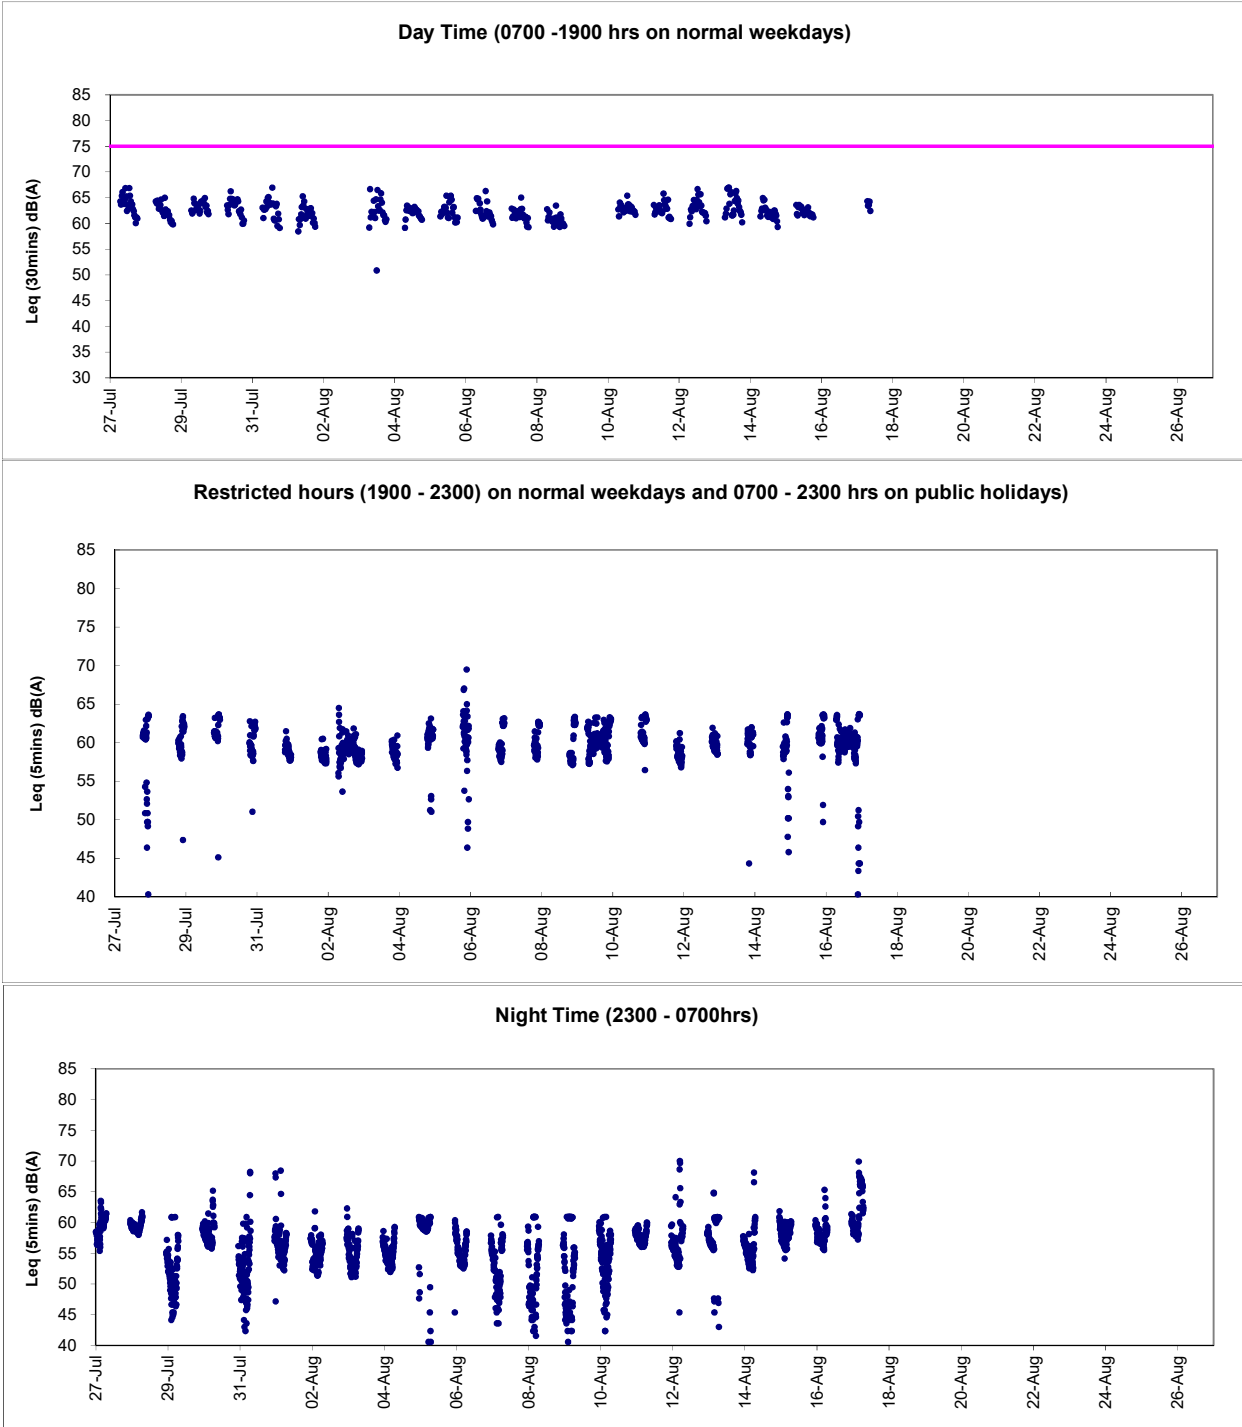 Day Time (0700 -1900 hrs on normal weekdays)
Leq (30mins) dB(A)
85
80
75
70
65
60
55
50
45
40
35
30
27-Jul
29-Jul
31-Jul
02-Aug
04-Aug
06-Aug
08-Aug
10-Aug
12-Aug
14-Aug
16-Aug
18-Aug
20-Aug
22-Aug
24-Aug
26-Aug
Restricted hours (1900 - 2300) on normal weekdays and 0700 - 2300 hrs on public holidays)
Leq (5mins) dB(A)
85
80
75
70
65
60
55
50
45
40
27-Jul
29-Jul
31-Jul
02-Aug
04-Aug
06-Aug
08-Aug
10-Aug
12-Aug
14-Aug
16-Aug
18-Aug
20-Aug
22-Aug
24-Aug
26-Aug
Night Time (2300 - 0700hrs)
Leq (5mins) dB(A)
85
80
75
70
65
60
55
50
45
40
27-Jul
29-Jul
31-Jul
02-Aug
04-Aug
06-Aug
08-Aug
10-Aug
12-Aug
14-Aug
16-Aug
18-Aug
20-Aug
22-Aug
24-Aug
26-Aug